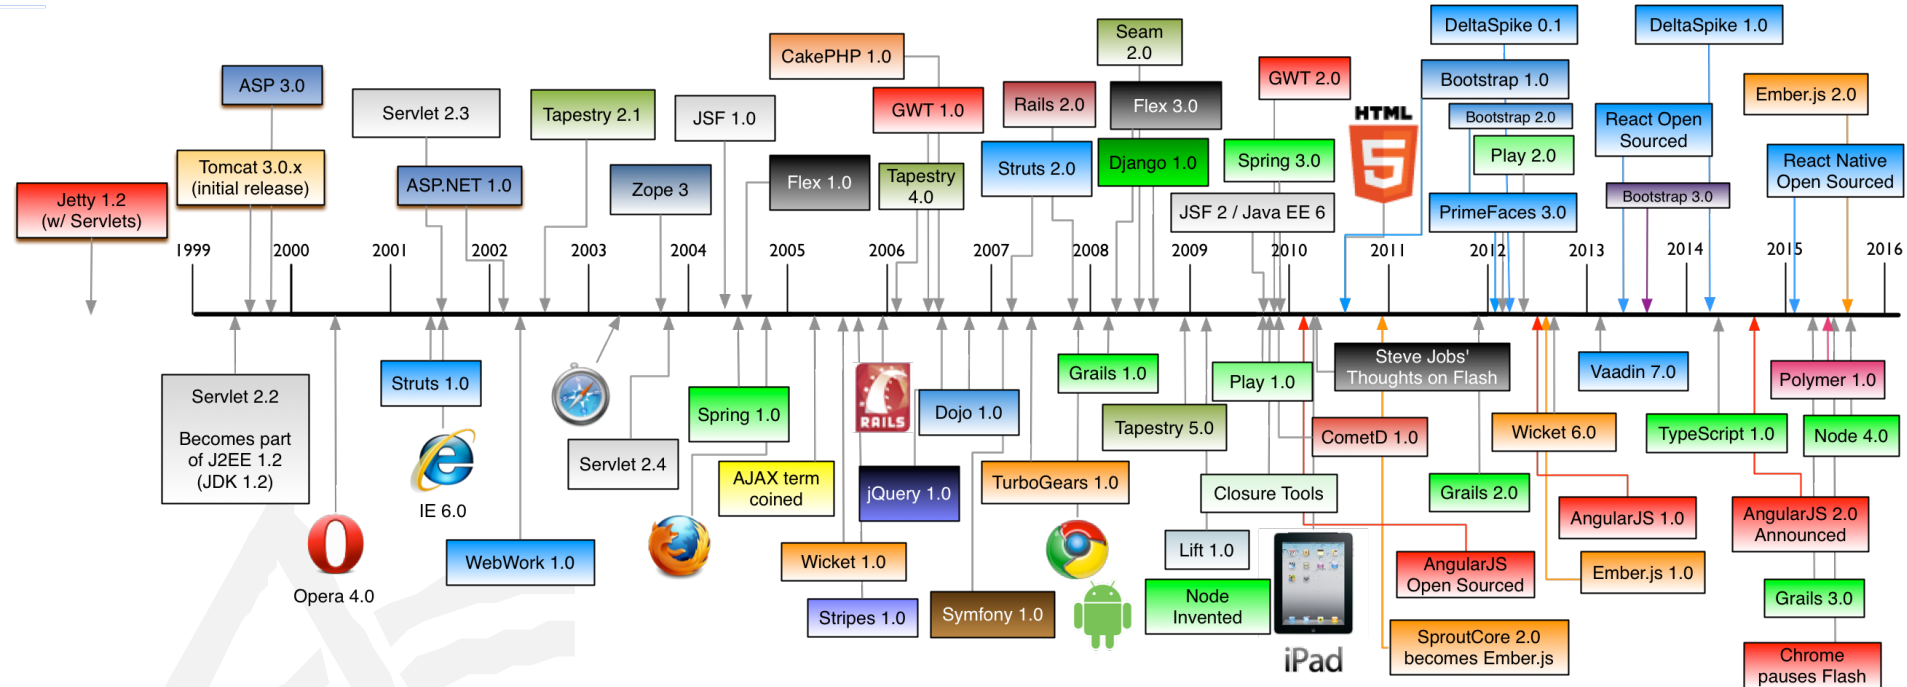 DeltaSpike 0.1
DeltaSpike 1.0
Seam
2.0
CakePHP 1.0
GWT 2.0
Bootstrap 1.0
ASP 3.0
Ember.js 2.0
Servlet 2.3
Tapestry 2.1
JSF 1.0
GWT 1.0
Rails 2.0
Flex 3.0
HTML
5
Bootstrap 2.0
React Open
Sourced
Tomcat 3.0.x
(initial release)
Play 2.0
React Native
Open Sourced
Struts 2.0
Django 1.0
Spring 3.0
ASP.NET 1.0
Zope 3
Flex 1.0
Tapestry
4.0
Bootstrap 3.0
Jetty 1.2
(w/ Servlets)
JSF 2 / Java EE 6
PrimeFaces 3.0
1999
2000
2001
2002
2003
2004
2005
2006
2007
2008
2009
2010
2011
2012
2013
2014
2015
2016
Servlet 2.2
Becomes part
of J2EE 1.2
(JDK 1.2)
Struts 1.0
IE 6.0
Opera 4.0
WebWork 1.0
Servlet 2.4
Spring 1.0
AJAX term
coined
RAILS
Dojo 1.0
jQuery 1.0
Wicket 1.0
Stripes 1.0
Symfony 1.0
Grails 1.0
Tapestry 5.0
TurboGears 1.0
Play 1.0
Closure Tools
Lift 1.0
Node
Invented
iPad
Steve Jobs'
Thoughts on Flash
CometD 1.0
Grails 2.0
AngularJS
Open Sourced
SproutCore 2.0
becomes Ember.js
Vaadin 7.0
Wicket 6.0
AngularJS 1.0
Ember.js 1.0
Polymer 1.0
TypeScript 1.0
Node 4.0
AngularJS 2.0
Announced
Grails 3.0
Chrome
pauses Flash